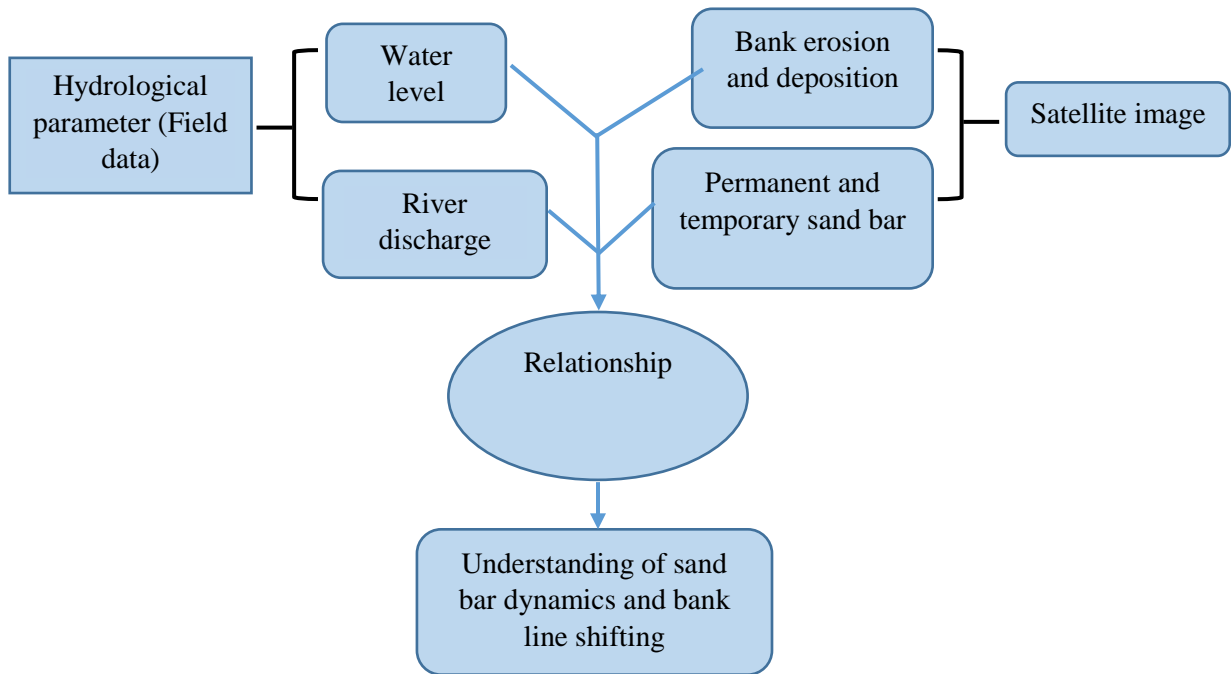 Hydrological
parameter (Field
data)
Water
level
River
discharge
Bank erosion
and deposition
Permanent and
temporary sand bar
Satellite image
Relationship
Understanding of sand
bar dynamics and bank
line shifting